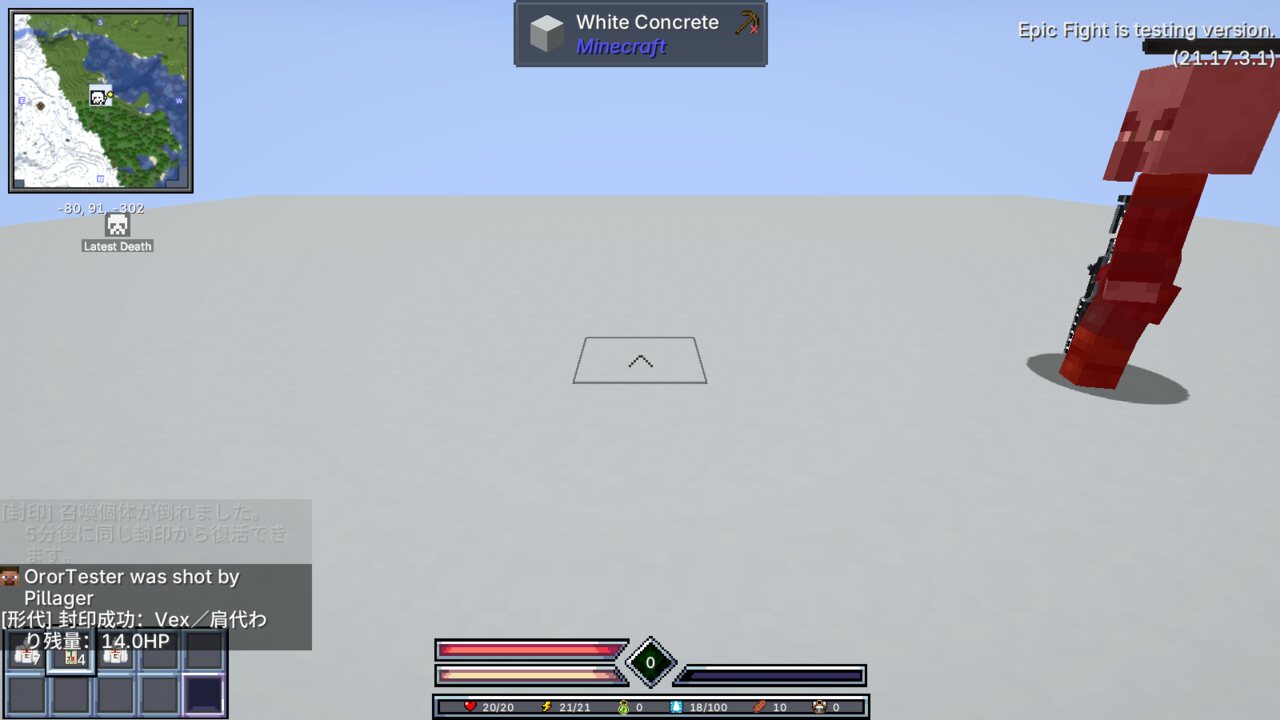 White Concrete
Minecraft
Epic Fight is testing version.
(21.17.3.1)
S
E
W
-80, 91, -302
Latest Death
[封印] 召喚個体が倒れました。
5分後に同じ封印から復活でき
ます。
OrorTester was shot by
Pillager
[形代] 封印成功: Vex／肩代わ
り残量: 14.0HP
7
4
0
20/20
21/21
0
18/100
10
0